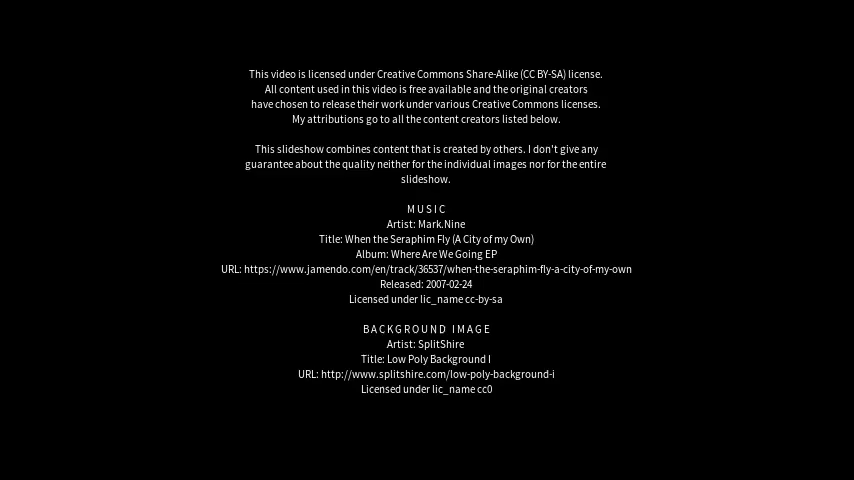 This video is licensed under Creative Commons Share-Alike (CC BY-SA) license.
All content used in this video is free available and the original creators
have chosen to release their work under various Creative Commons licenses.
My attributions go to all the content creators listed below.
This slideshow combines content that is created by others. I don't give any
guarantee about the quality neither for the individual images nor for the entire
slideshow.
MUSIC
Artist: Mark.Nine
Title: When the Seraphim Fly (A City of my Own)
Album: Where Are We Going EP
URL: https://www.jamendo.com/en/track/36537/when-the-seraphim-fly-a-city-of-my-own
Released: 2007-02-24
Licensed under lic_name cc-by-sa
BACKGROUND IMAGE
Artist: SplitShire
Title: Low Poly Background I
URL: http://www.splitshire.com/low-poly-background-i
Licensed under lic_name cc0